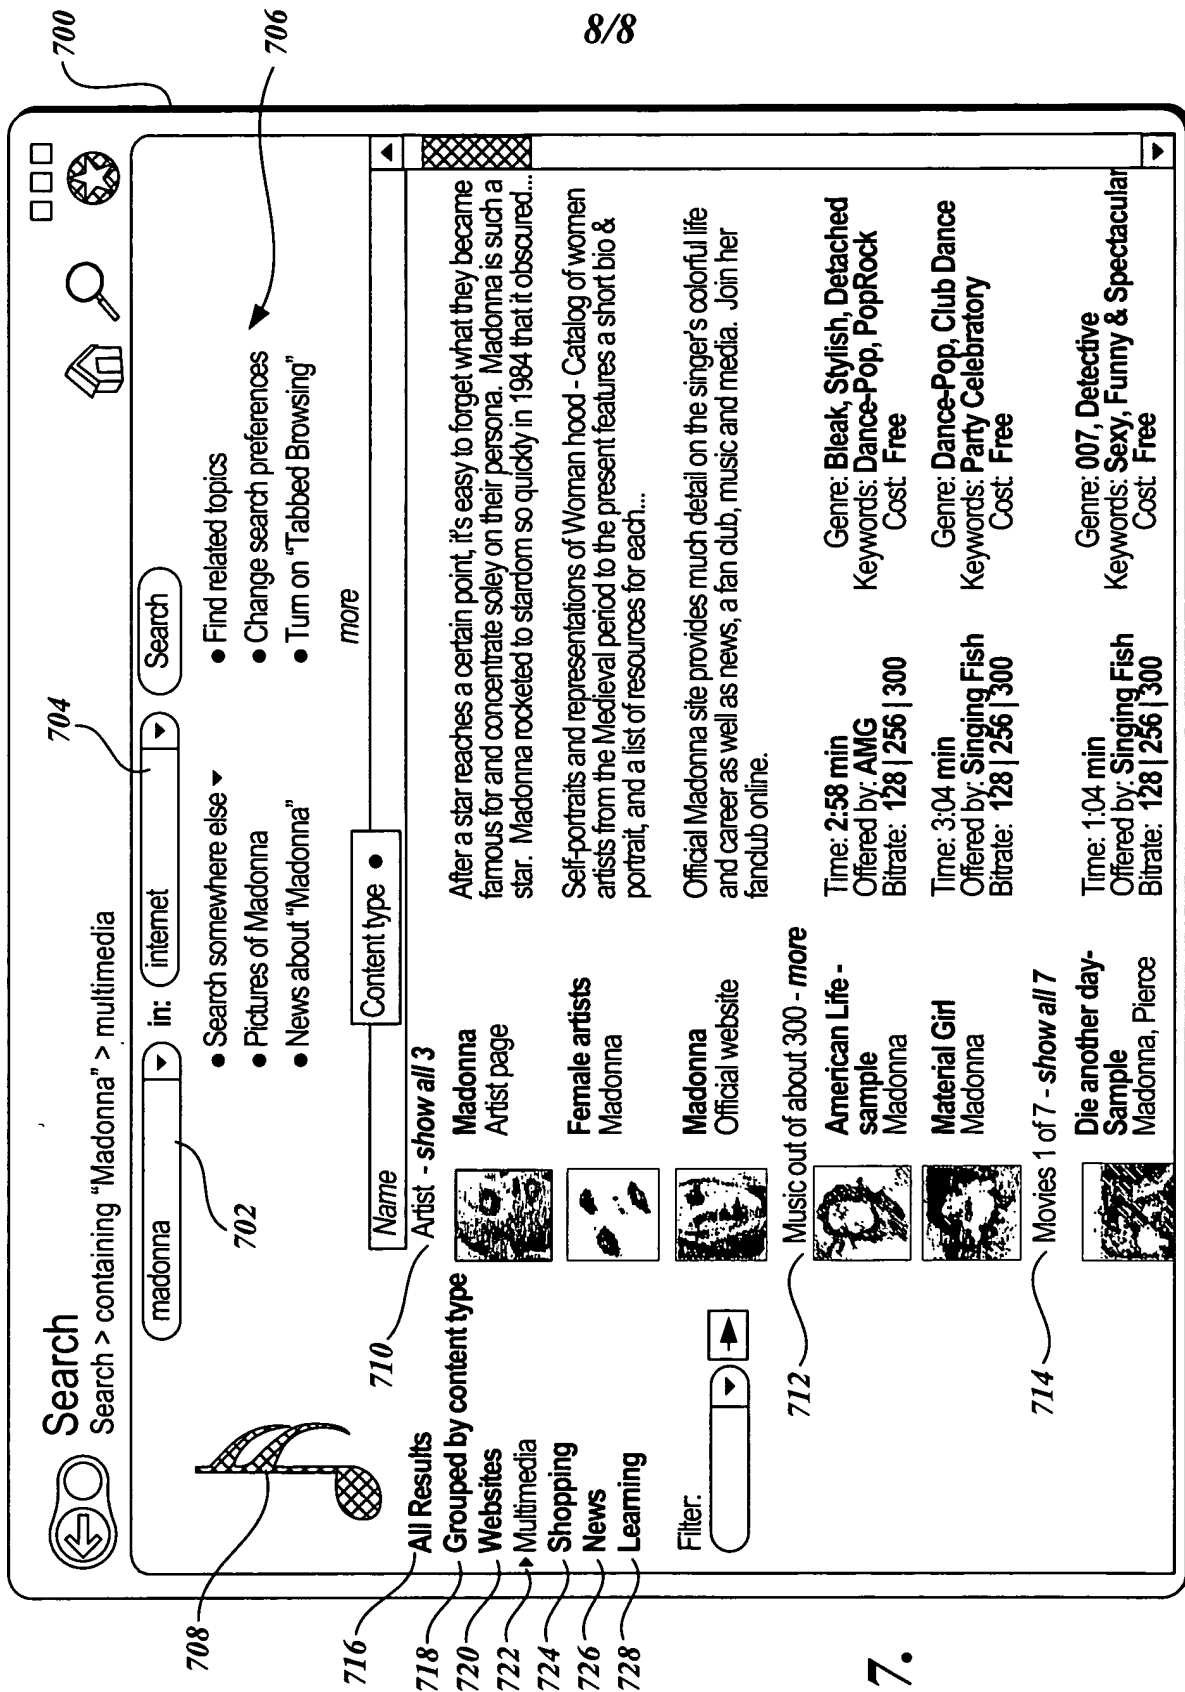 8/8
700
Search
Search > containing "Madonna" > multimedia
madonna
in:
internet
Search
702
704
706
708
• Search somewhere else
• Pictures of Madonna
• News about "Madonna"
• Find related topics
• Change search preferences
• Turn on "Tabbed Browsing"
more
Name
Content type •
716
All Results
718
Grouped by content type
720
Websites
722
Multimedia
724
Shopping
726
News
728
Learning
Filter:
710
Artist - show all 3
Madonna
Artist page
After a star reaches a certain point, it's easy to forget what they became
famous for and concentrate soley on their persona. Madonna is such a
star. Madonna rocketed to stardom so quickly in 1984 that it obscured...
Female artists
Madonna
Self-portraits and representations of Woman hood - Catalog of women
artists from the Medieval period to the present features a short bio &
portrait, and a list of resources for each...
Madonna
Official website
Official Madonna site provides much detail on the singer's colorful life
and career as well as news, a fan club, music and media. Join her
fanclub online.
712
Music out of about 300 - more
American Life -
sample
Madonna
Time: 2:58 min
Offered by: AMG
Bitrate: 128 | 256 | 300
Genre: Bleak, Stylish, Detached
Keywords: Dance-Pop, PopRock
Cost: Free
Material Girl
Madonna
Time: 3:04 min
Offered by: Singing Fish
Bitrate: 128 | 256 | 300
Genre: Dance-Pop, Club Dance
Keywords: Party Celebratory
Cost: Free
714
Movies 1 of 7 - show all 7
Die another day-
Sample
Madonna, Pierce
Time: 1:04 min
Offered by: Singing Fish
Bitrate: 128 | 256 | 300
Genre: 007, Detective
Keywords: Sexy, Funny & Spectacular
Cost: Free
7.